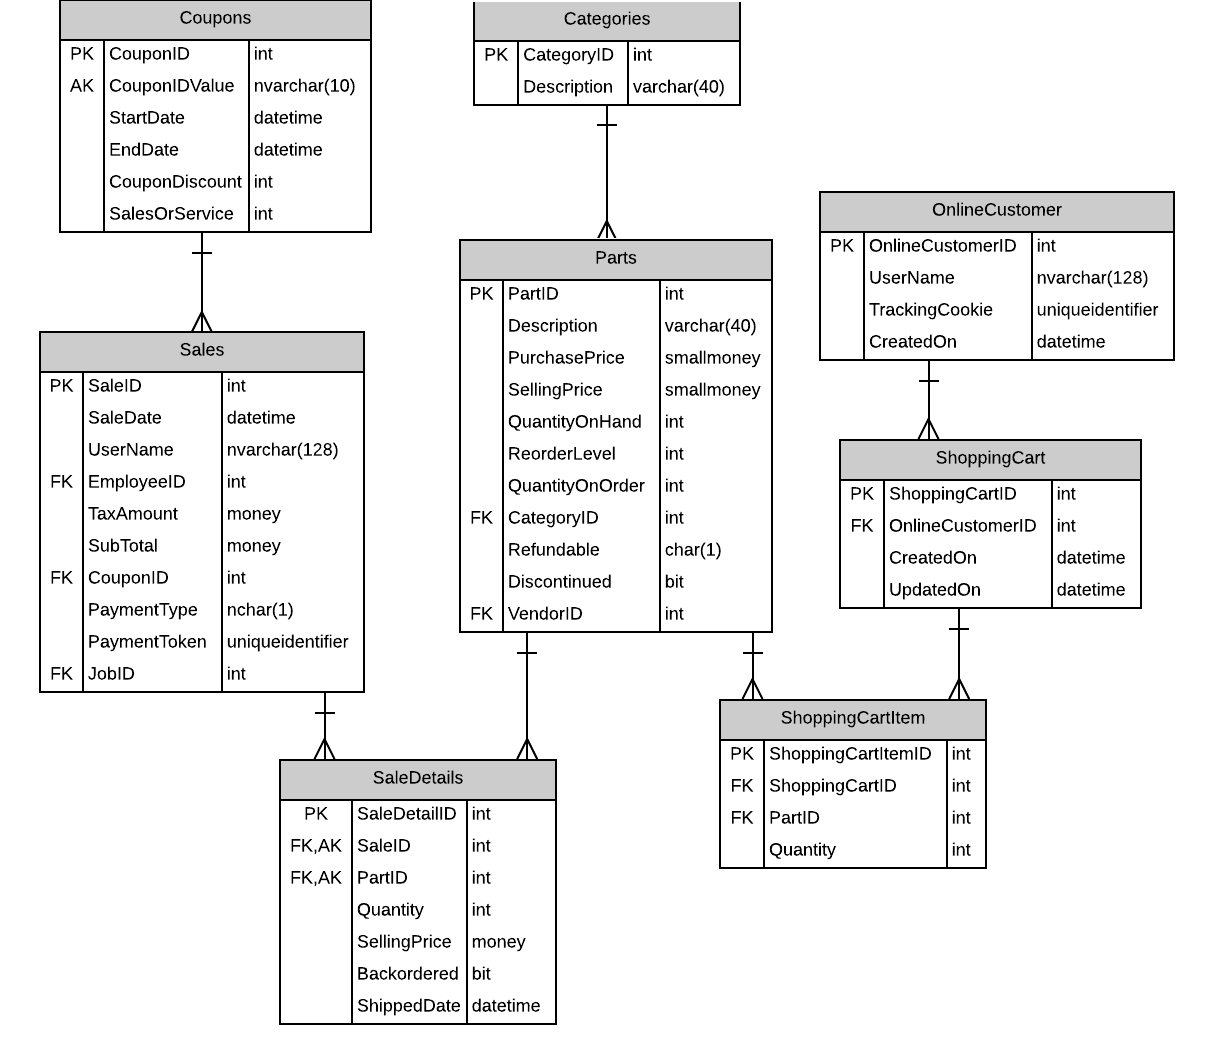 Coupons
PK CouponID int
AK CouponIDValue nvarchar(10)
StartDate datetime
EndDate datetime
CouponDiscount int
SalesOrService int
Categories
PK CategoryID int
Description varchar(40)
OnlineCustomer
PK OnlineCustomerID int
UserName nvarchar(128)
TrackingCookie uniqueidentifier
CreatedOn datetime
Parts
PK PartID int
Description varchar(40)
PurchasePrice smallmoney
SellingPrice smallmoney
QuantityOnHand int
ReorderLevel int
QuantityOnOrder int
FK CategoryID int
Refundable char(1)
Discontinued bit
FK VendorID int
Sales
PK SaleID int
SaleDate datetime
UserName nvarchar(128)
FK EmployeeID int
TaxAmount money
SubTotal money
FK CouponID int
PaymentType nchar(1)
PaymentToken uniqueidentifier
FK JobID int
ShoppingCart
PK ShoppingCartID int
FK OnlineCustomerID int
CreatedOn datetime
UpdatedOn datetime
ShoppingCartItem
PK ShoppingCartItemID int
FK ShoppingCartID int
FK PartID int
Quantity int
SaleDetails
PK SaleDetailID int
FK,AK SaleID int
FK,AK PartID int
Quantity int
SellingPrice money
Backordered bit
ShippedDate datetime